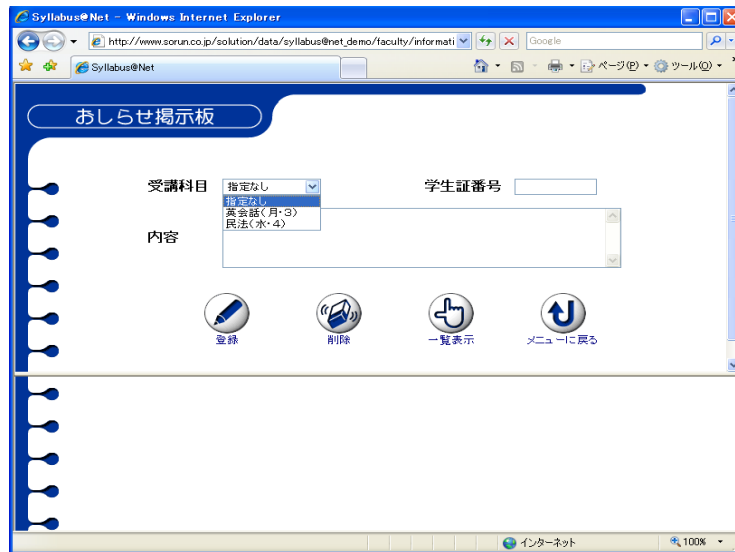 Syllabus@Net - Windows Internet Explorer
http://www.sorun.co.jp/solution/data/syllabus@net_demo/faculty/informati
Google
Syllabus@Net
ページ(P)
ツール(O)
おしらせ掲示板
受講科目
指定なし
学生証番号
指定なし
英会話(月・3)
民法(水・4)
内容
登録
削除
一覧表示
メニューに戻る
インターネット
100%